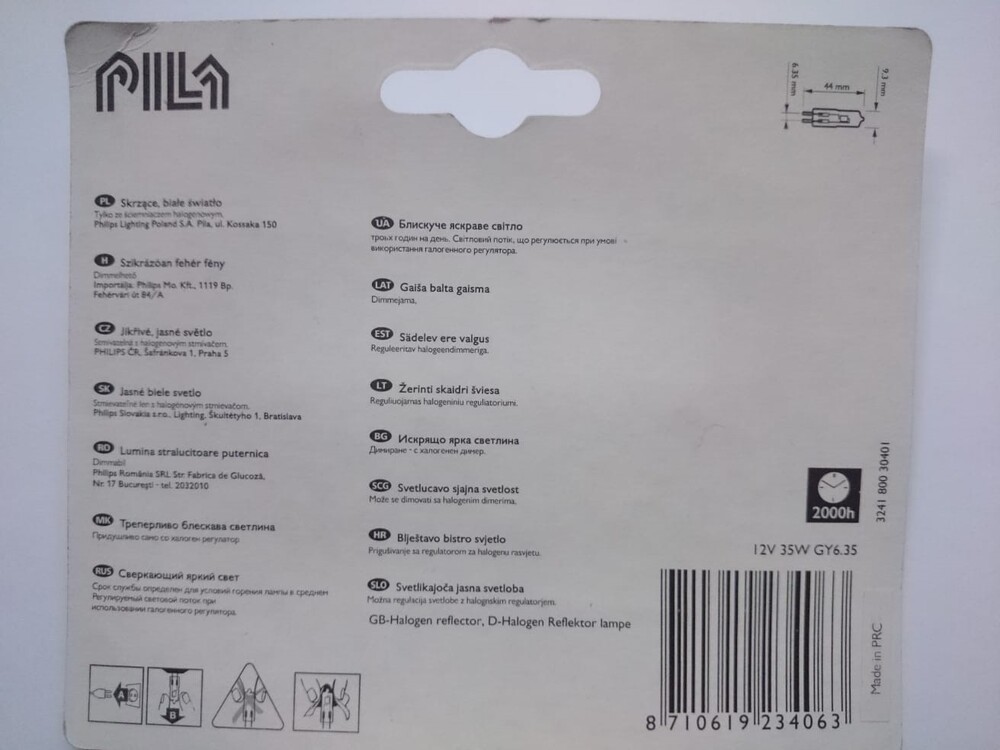 PILA
6.35 mm
44 mm
9.3 mm
PL Skrzące, białe światło
Tylko ze ściemniaczem halogenowym.
Philips Lighting Poland S.A. Piła, ul. Kossaka 150
H Szikrázóan fehér fény
Dimmelhető
Importálja: Philips Mo. Kft., 1119 Bp.
Fehérvári út 84/A
CZ Jikřivé, jasné světlo
Stmívatelná s halogenovým stmívačem.
PHILIPS ČR, Šafránkova 1, Praha 5
SK Jasné biele svetlo
Stmievateľné len s halogénovým stmievačom.
Philips Slovakia s.r.o., Lighting, Škultétyho 1, Bratislava
RO Lumina stralucitoare puternica
Dimmabil
Philips România SRL Str. Fabrica de Glucoză,
Nr. 17 Bucureşti - tel. 2032010
MK Треперливо блескава светлина
Придушливо само со халоген регулатор
RUS Сверкающий яркий свет
Срок службы определен для условий горения лампы в среднем
Регулируемый световой поток при
использовании галогенного регулятора.
UA Блискуче яскраве світло
троьх годин на день. Світловий потік, що регулюється при умові
використання галогенного регулятора.
LAT Gaiša balta gaisma
Dimmejama.
EST Sädelev ere valgus
Reguleeritav halogeendimmeriga.
LT Žerinti skaidri šviesa
Reguliuojamas halogeniniu reguliatoriumi.
BG Искрящо ярка светлина
Димиране - с халогенен димер.
SCG Svetlucavo sjajna svetlost
Može se dimovati sa halogenim dimerima.
HR Blještavo bistro svjetlo
Prigušivanje sa regulatorom za halogenu rasvjetu.
SLO Svetlikajoča jasna svetloba
Možna regulacija svetlobe z halognskim regulatorjem.
GB-Halogen reflector, D-Halogen Reflektor lampe
A
B
2000h
3241 800 30401
12V 35W GY6.35
8 710619 234063
Made in PRC